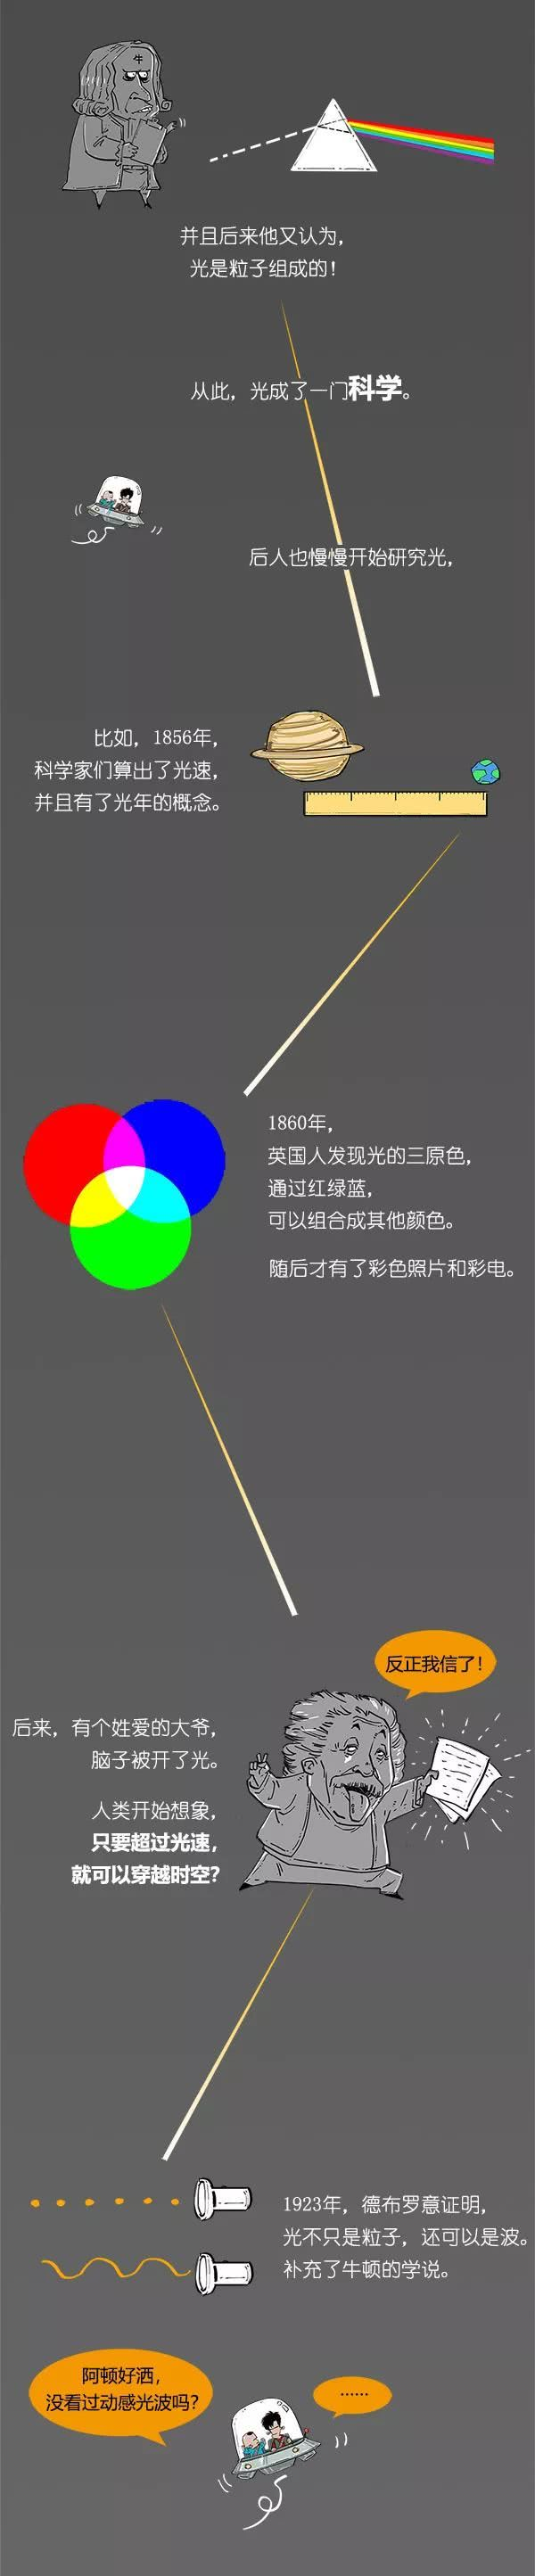 牛
并且后来他又认为，
光是粒子组成的！
从此，光成了一门科学。
后人也慢慢开始研究光，
比如，1856年，
科学家们算出了光速，
并且有了光年的概念。
1860年，
英国人发现光的三原色，
通过红绿蓝，
可以组合成其他颜色。
随后才有了彩色照片和彩电。
反正我信了！
后来，有个姓爱的大爷，
脑子被开了光。
人类开始想象，
只要超过光速，
就可以穿越时空？
1923年，德布罗意证明，
光不只是粒子，还可以是波。
补充了牛顿的学说。
阿顿好洒，
没看过动感光波吗？
……